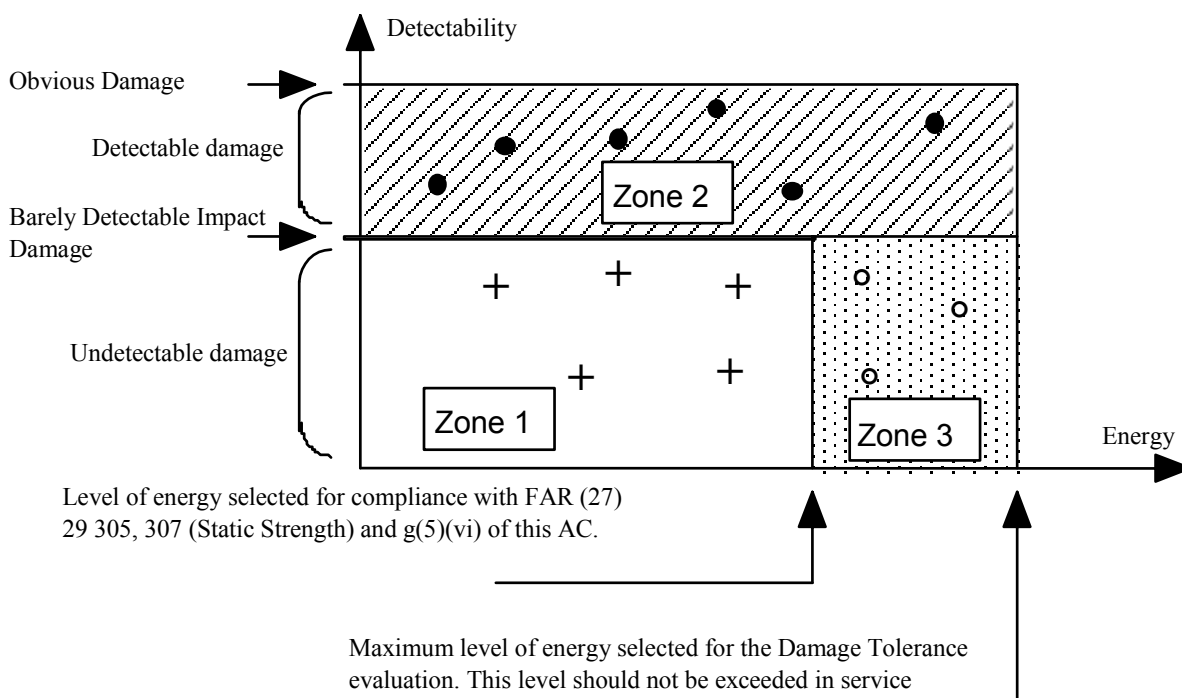 Detectability
Obvious Damage
Detectable damage
Zone 2
Barely Detectable Impact
Damage
Undetectable damage
Zone 1
Zone 3
Energy
Level of energy selected for compliance with FAR (27)
29 305, 307 (Static Strength) and g(5)(vi) of this AC.
Maximum level of energy selected for the Damage Tolerance
evaluation. This level should not be exceeded in service